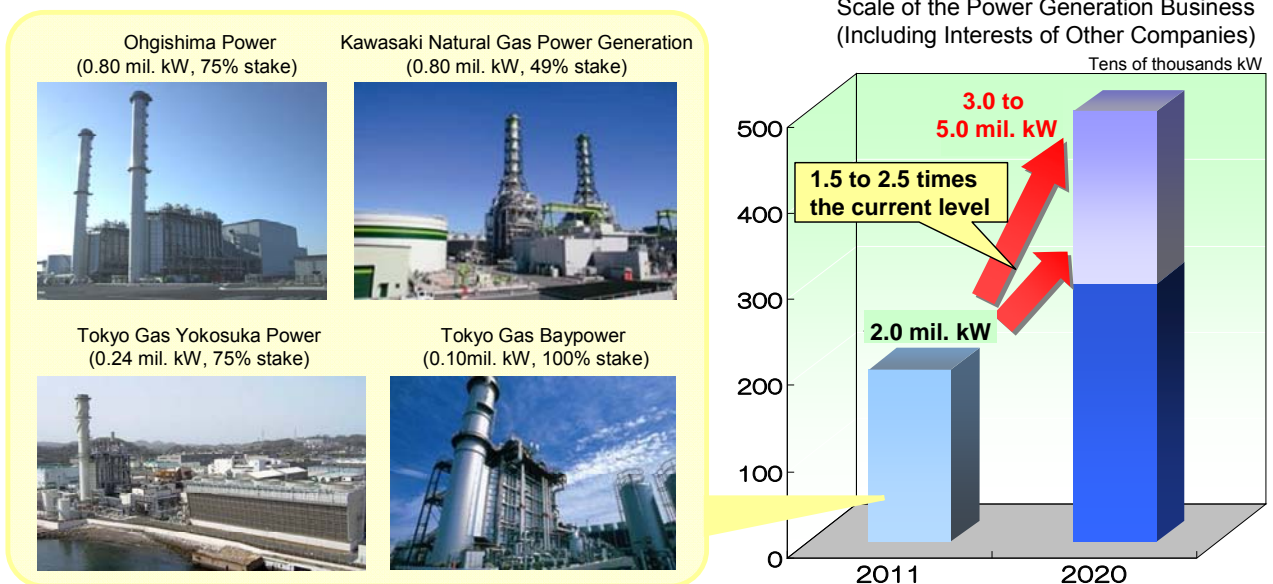 Ohgishima Power
(0.80 mil. kW, 75% stake)
Kawasaki Natural Gas Power Generation
(0.80 mil. kW, 49% stake)
Tokyo Gas Yokosuka Power
(0.24 mil. kW, 75% stake)
Tokyo Gas Baypower
(0.10mil. kW, 100% stake)
Scale of the Power Generation Business
(Including Interests of Other Companies)
Tens of thousands kW
3.0 to
5.0 mil. kW
1.5 to 2.5 times
the current level
2.0 mil. kW
500
400
300
200
100
0
2011
2020